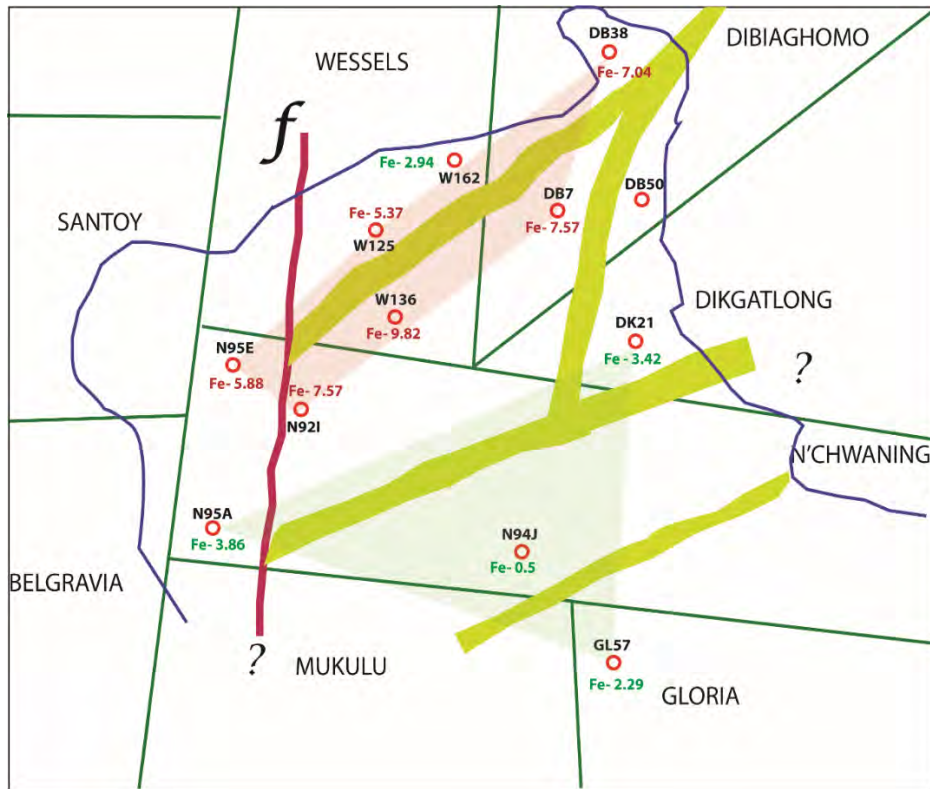 DB38
DIBIAGHOMO
WESSELS
Fe- 7.04
f
Fe- 2.94
W162
DB7
DB50
SANTOY
Fe- 5.37
W125
Fe- 7.57
W136
Fe- 9.82
DIKGATLONG
DK21
N95E
Fe - 3.42
?
Fe- 5.88
Fe- 7.57
N92I
N'CHWANING
N95A
Fe- 3.86
N94J
Fe- 0.5
BELGRAVIA
?
MUKULU
GL57
Fe- 2.29
GLORIA